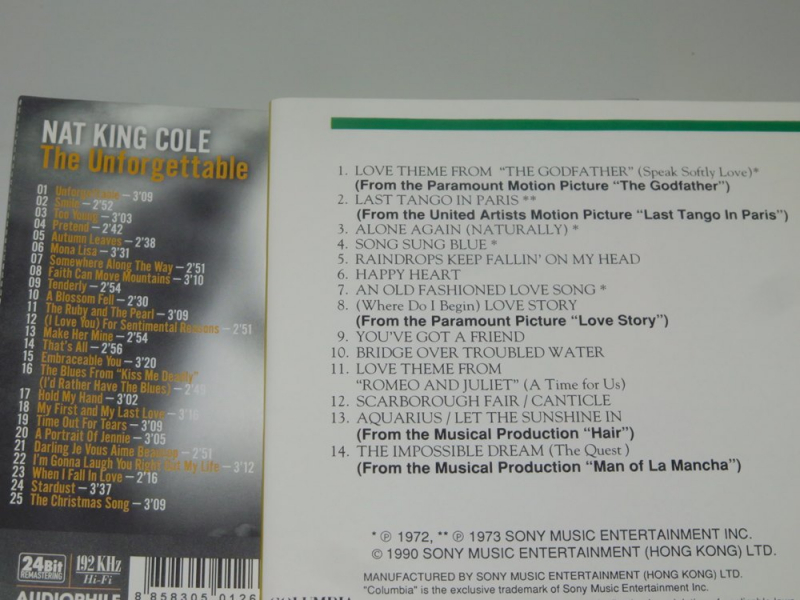 NAT KING COLE
The Unforgettable
01 Unforgettable – 3'09
02 Smile – 2'52
03 Too Young – 3'03
04 Pretend – 2'42
05 Autumn Leaves – 2'38
06 Mona Lisa – 3'31
07 Somewhere Along The Way – 2'51
08 Faith Can Move Mountains – 3'10
09 Tenderly – 2'54
10 A Blossom Fell – 2'30
11 The Ruby and The Pearl – 3'09
12 (I Love You) For Sentimental Reasons – 2'51
13 Make Her Mine – 2'54
14 That's All – 2'56
15 Embraceable You – 3'20
16 The Blues From "Kiss Me Deadly"
(I'd Rather Have The Blues) –
17 Hold My Hand – 3'02
18 My First and My Last Love – 3'16
19 Time Out For Tears – 3'09
20 A Portrait Of Jennie – 3'05
21 Darling Je Vous Aime Beaucoup – 2'51
22 I'm Gonna Laugh You Right Out My Life – 3'12
23 When I Fall In Love – 2'16
24 Stardust – 3'37
25 The Christmas Song – 3'09
24Bit
REMASTERING
192 KHz
Hi-Fi
AUDIOPHILE
8 858305 0126
1. LOVE THEME FROM "THE GODFATHER" (Speak Softly Love)*
(From the Paramount Motion Picture "The Godfather")
2. LAST TANGO IN PARIS **
(From the United Artists Motion Picture "Last Tango In Paris")
3. ALONE AGAIN (NATURALLY) *
4. SONG SUNG BLUE *
5. RAINDROPS KEEP FALLIN' ON MY HEAD
6. HAPPY HEART
7. AN OLD FASHIONED LOVE SONG *
8. (Where Do I Begin) LOVE STORY
(From the Paramount Picture "Love Story")
9. YOU'VE GOT A FRIEND
10. BRIDGE OVER TROUBLED WATER
11. LOVE THEME FROM
"ROMEO AND JULIET" (A Time for Us)
12. SCARBOROUGH FAIR / CANTICLE
13. AQUARIUS / LET THE SUNSHINE IN
(From the Musical Production "Hair")
14. THE IMPOSSIBLE DREAM (The Quest )
(From the Musical Production "Man of La Mancha")
* ℗ 1972, ** ℗ 1973 SONY MUSIC ENTERTAINMENT INC.
© 1990 SONY MUSIC ENTERTAINMENT (HONG KONG) LTD.
MANUFACTURED BY SONY MUSIC ENTERTAINMENT (HONG KONG) LTD.
"Columbia" is the exclusive trademark of Sony Music Entertainment Inc.